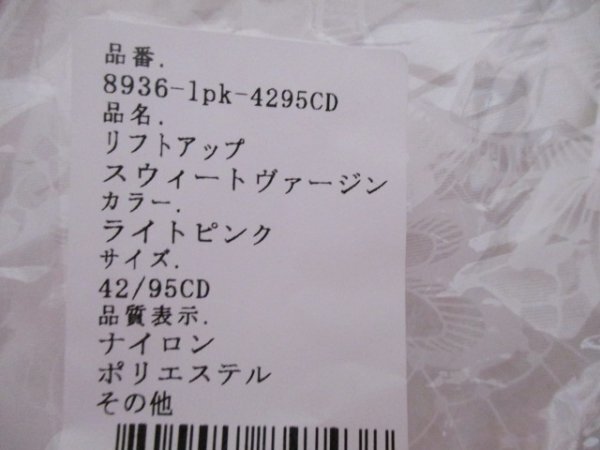 品番.
8936-lpk-4295CD
品名.
リフトアップ
スウィートヴァージン
カラー.
ライトピンク
サイズ.
42/95CD
品質表示.
ナイロン
ポリエステル
その他